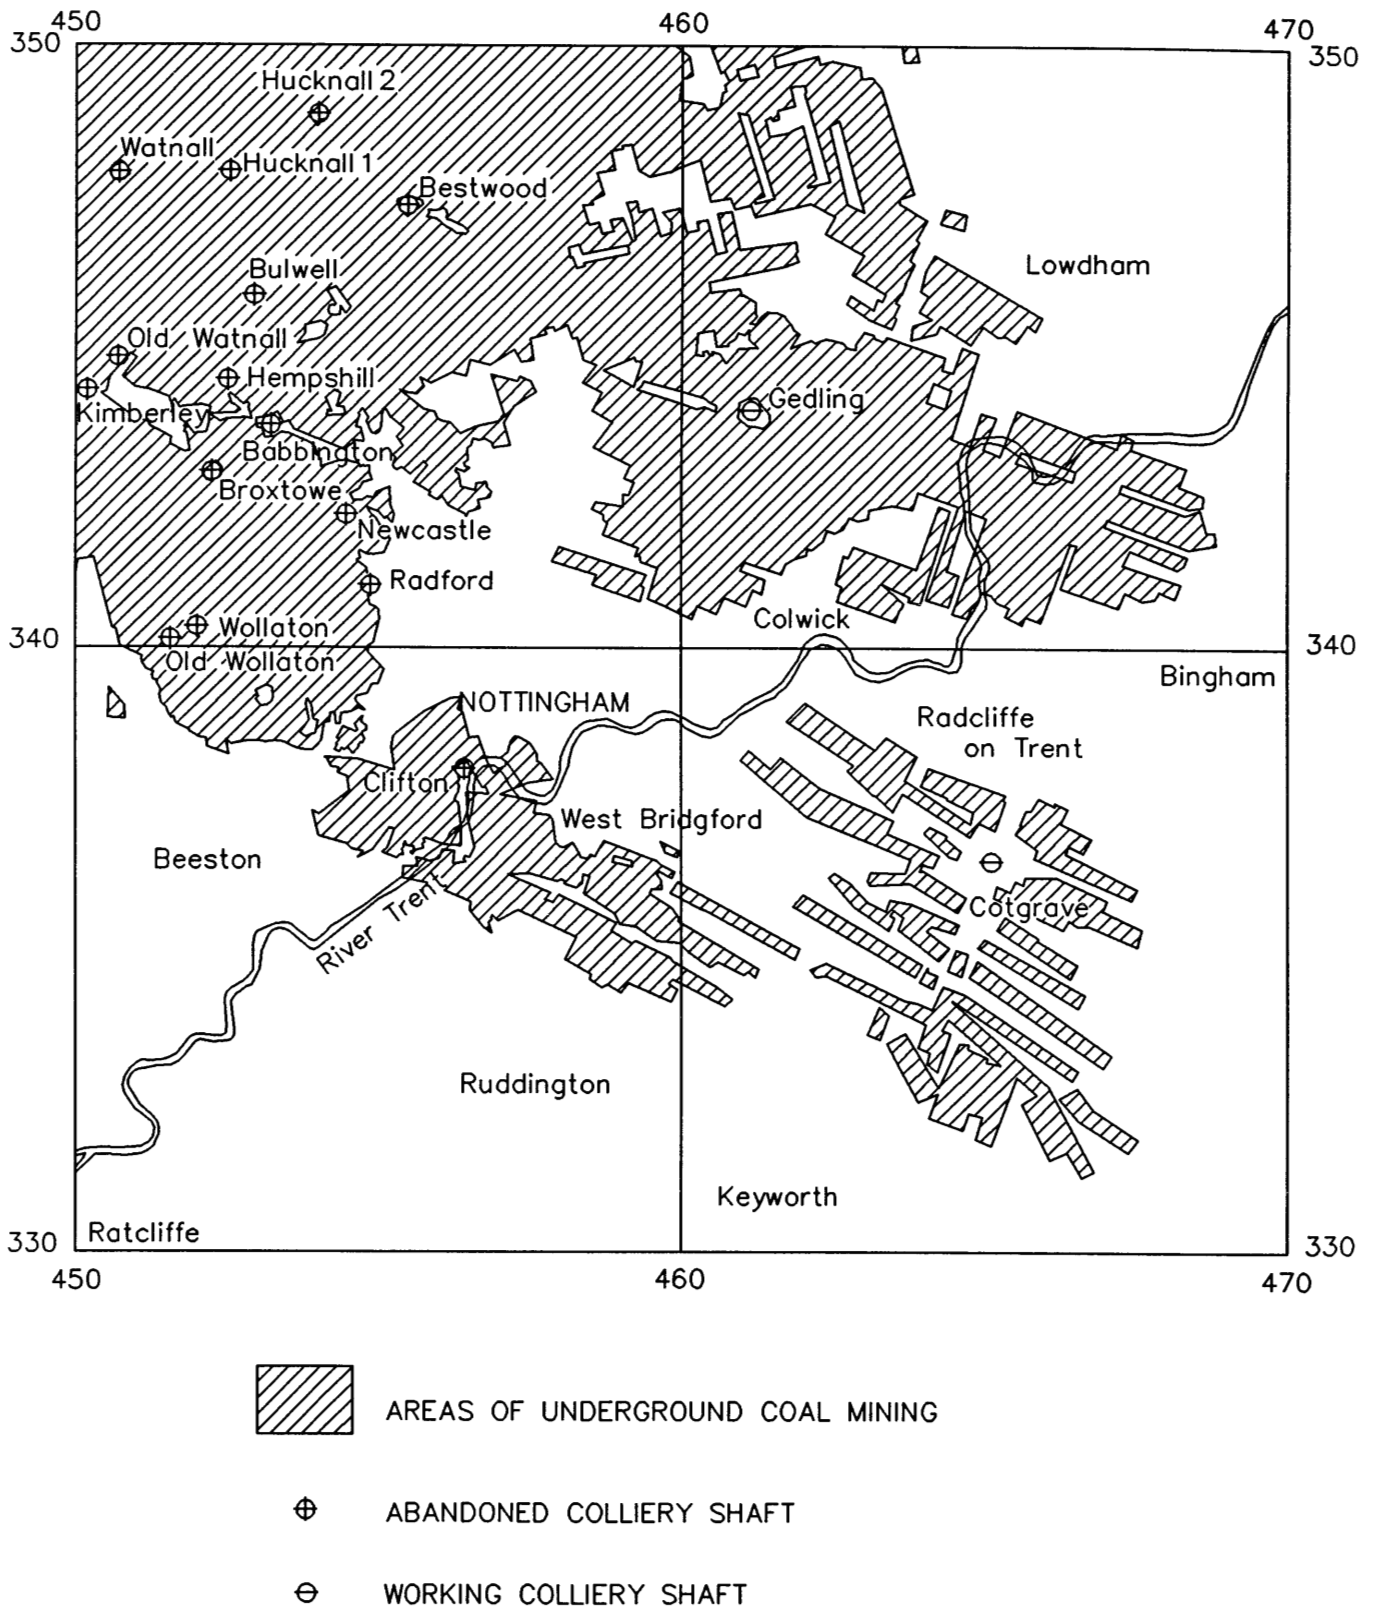 450
460
470
350
350
Hucknall 2
Watnall
Hucknall 1
Bestwood
Lowdham
Bulwell
Old Watnall
Hempshill
Gedling
Kimberley
Babbington
Broxtowe
Newcastle
Radford
Colwick
Wollaton
340
340
Old Wollaton
Bingham
NOTTINGHAM
Radcliffe
on Trent
Clifton
West Bridgford
Beeston
Cotgrave
River Trent
Ruddington
Keyworth
Ratcliffe
330
330
450
460
470
AREAS OF UNDERGROUND COAL MINING
ABANDONED COLLIERY SHAFT
WORKING COLLIERY SHAFT